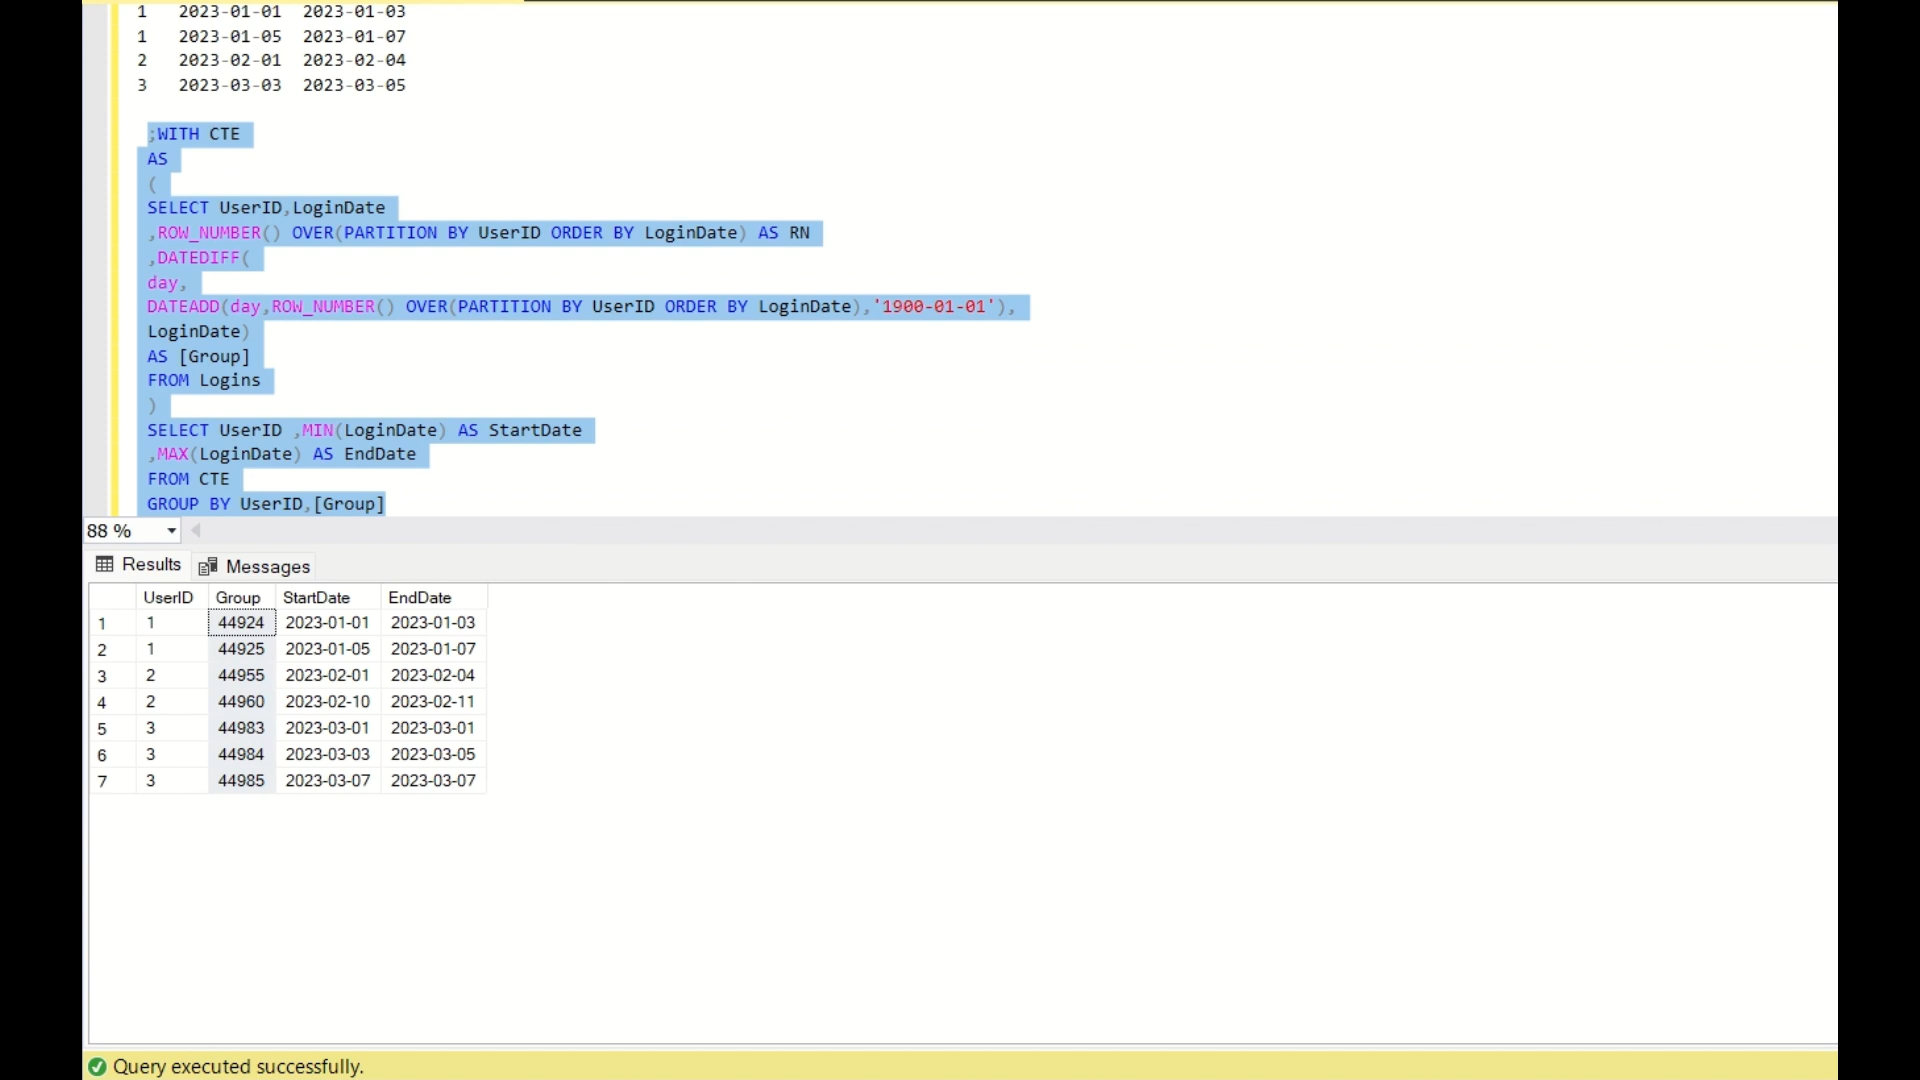 1 2023-01-01 2023-01-03
1 2023-01-05 2023-01-07
2 2023-02-01 2023-02-04
3 2023-03-03 2023-03-05
;WITH CTE
AS
(
SELECT UserID,LoginDate
,ROW_NUMBER() OVER(PARTITION BY UserID ORDER BY LoginDate) AS RN
,DATEDIFF(
day,
DATEADD(day,ROW_NUMBER() OVER(PARTITION BY UserID ORDER BY LoginDate),'1900-01-01'),
LoginDate)
AS [Group]
FROM Logins
)
SELECT UserID ,MIN(LoginDate) AS StartDate
,MAX(LoginDate) AS EndDate
FROM CTE
GROUP BY UserID,[Group]
88 %
Results Messages
UserID Group StartDate EndDate
1 1 44924 2023-01-01 2023-01-03
2 1 44925 2023-01-05 2023-01-07
3 2 44955 2023-02-01 2023-02-04
4 2 44960 2023-02-10 2023-02-11
5 3 44983 2023-03-01 2023-03-01
6 3 44984 2023-03-03 2023-03-05
7 3 44985 2023-03-07 2023-03-07
Query executed successfully.